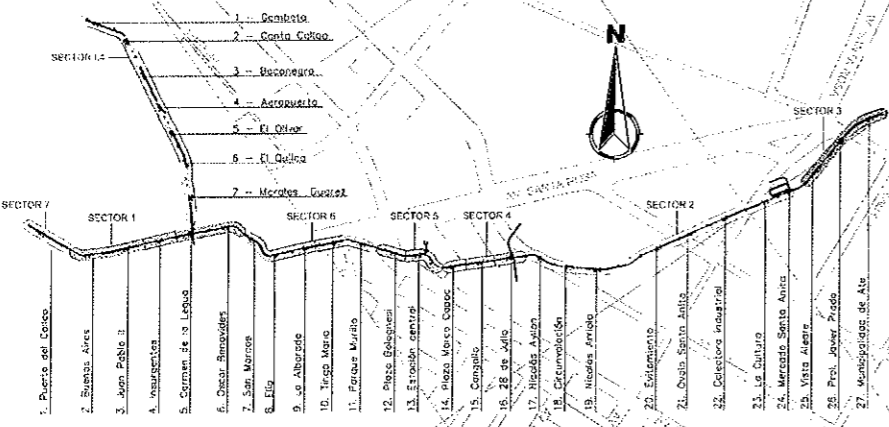 1 - Gambeta
2 - Canta Callao
SECTOR L4
3 - Bocanegra
4 - Aeropuerto
5 - El Olivar
6 - El Quilca
7 - Morales Duarez
N
SECTOR 3
AV. SANTA ROSA
SECTOR 7
SECTOR 1
SECTOR 6
SECTOR 5
SECTOR 4
SECTOR 2
1. Puerto del Callao
2. Buenos Aires
3. Juan Pablo II
4. Insurgentes
5. Carmen de la Legua
6. Oscar Benavides
7. San Marcos
8. Elio
9. La Alborada
10. Tingo Maria
11. Parque Murillo
12. Plaza Bolognesi
13. Estación central
14. Plaza Manco Capac
15. Cangallo
16. 28 de Julio
17. Nicolás Ayllon
18. Circunvalación
19. Nicolás Arriola
20. Evitamiento
21. Ovalo Santa Anita
22. Colectora Industrial
23. La Cultura
24. Mercado Santa Anita
25. Vista Alegre
26. Prol. Javier Prado
27. Municipalidad de Ate